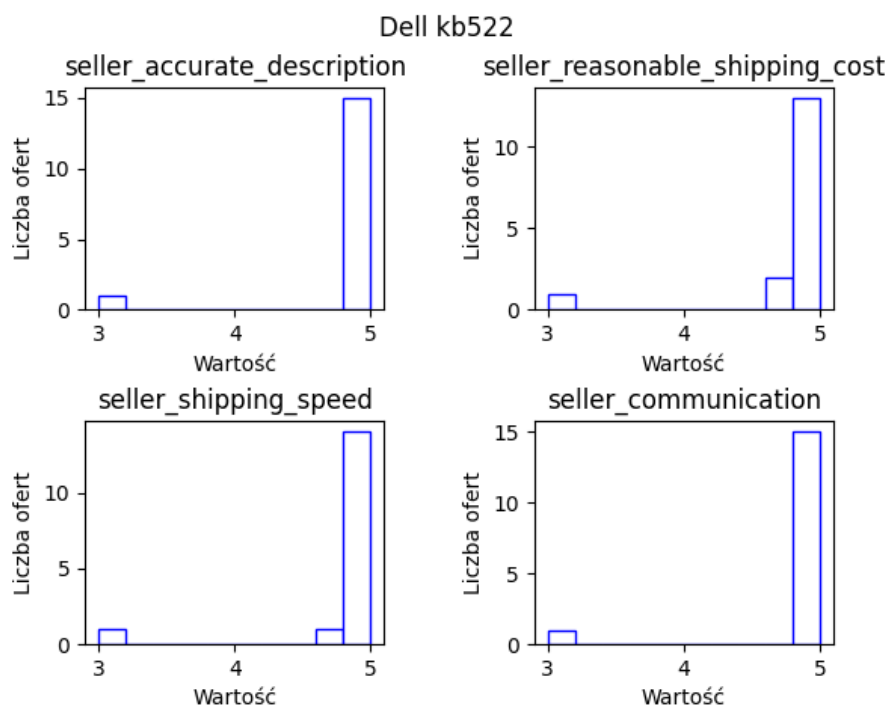 Dell kb522
seller_accurate_description
15
10
5
0
Liczba ofert
3 4 5
Wartość
seller_reasonable_shipping_cost
10
5
0
Liczba ofert
3 4 5
Wartość
seller_shipping_speed
10
5
0
Liczba ofert
3 4 5
Wartość
seller_communication
15
10
5
0
Liczba ofert
3 4 5
Wartość